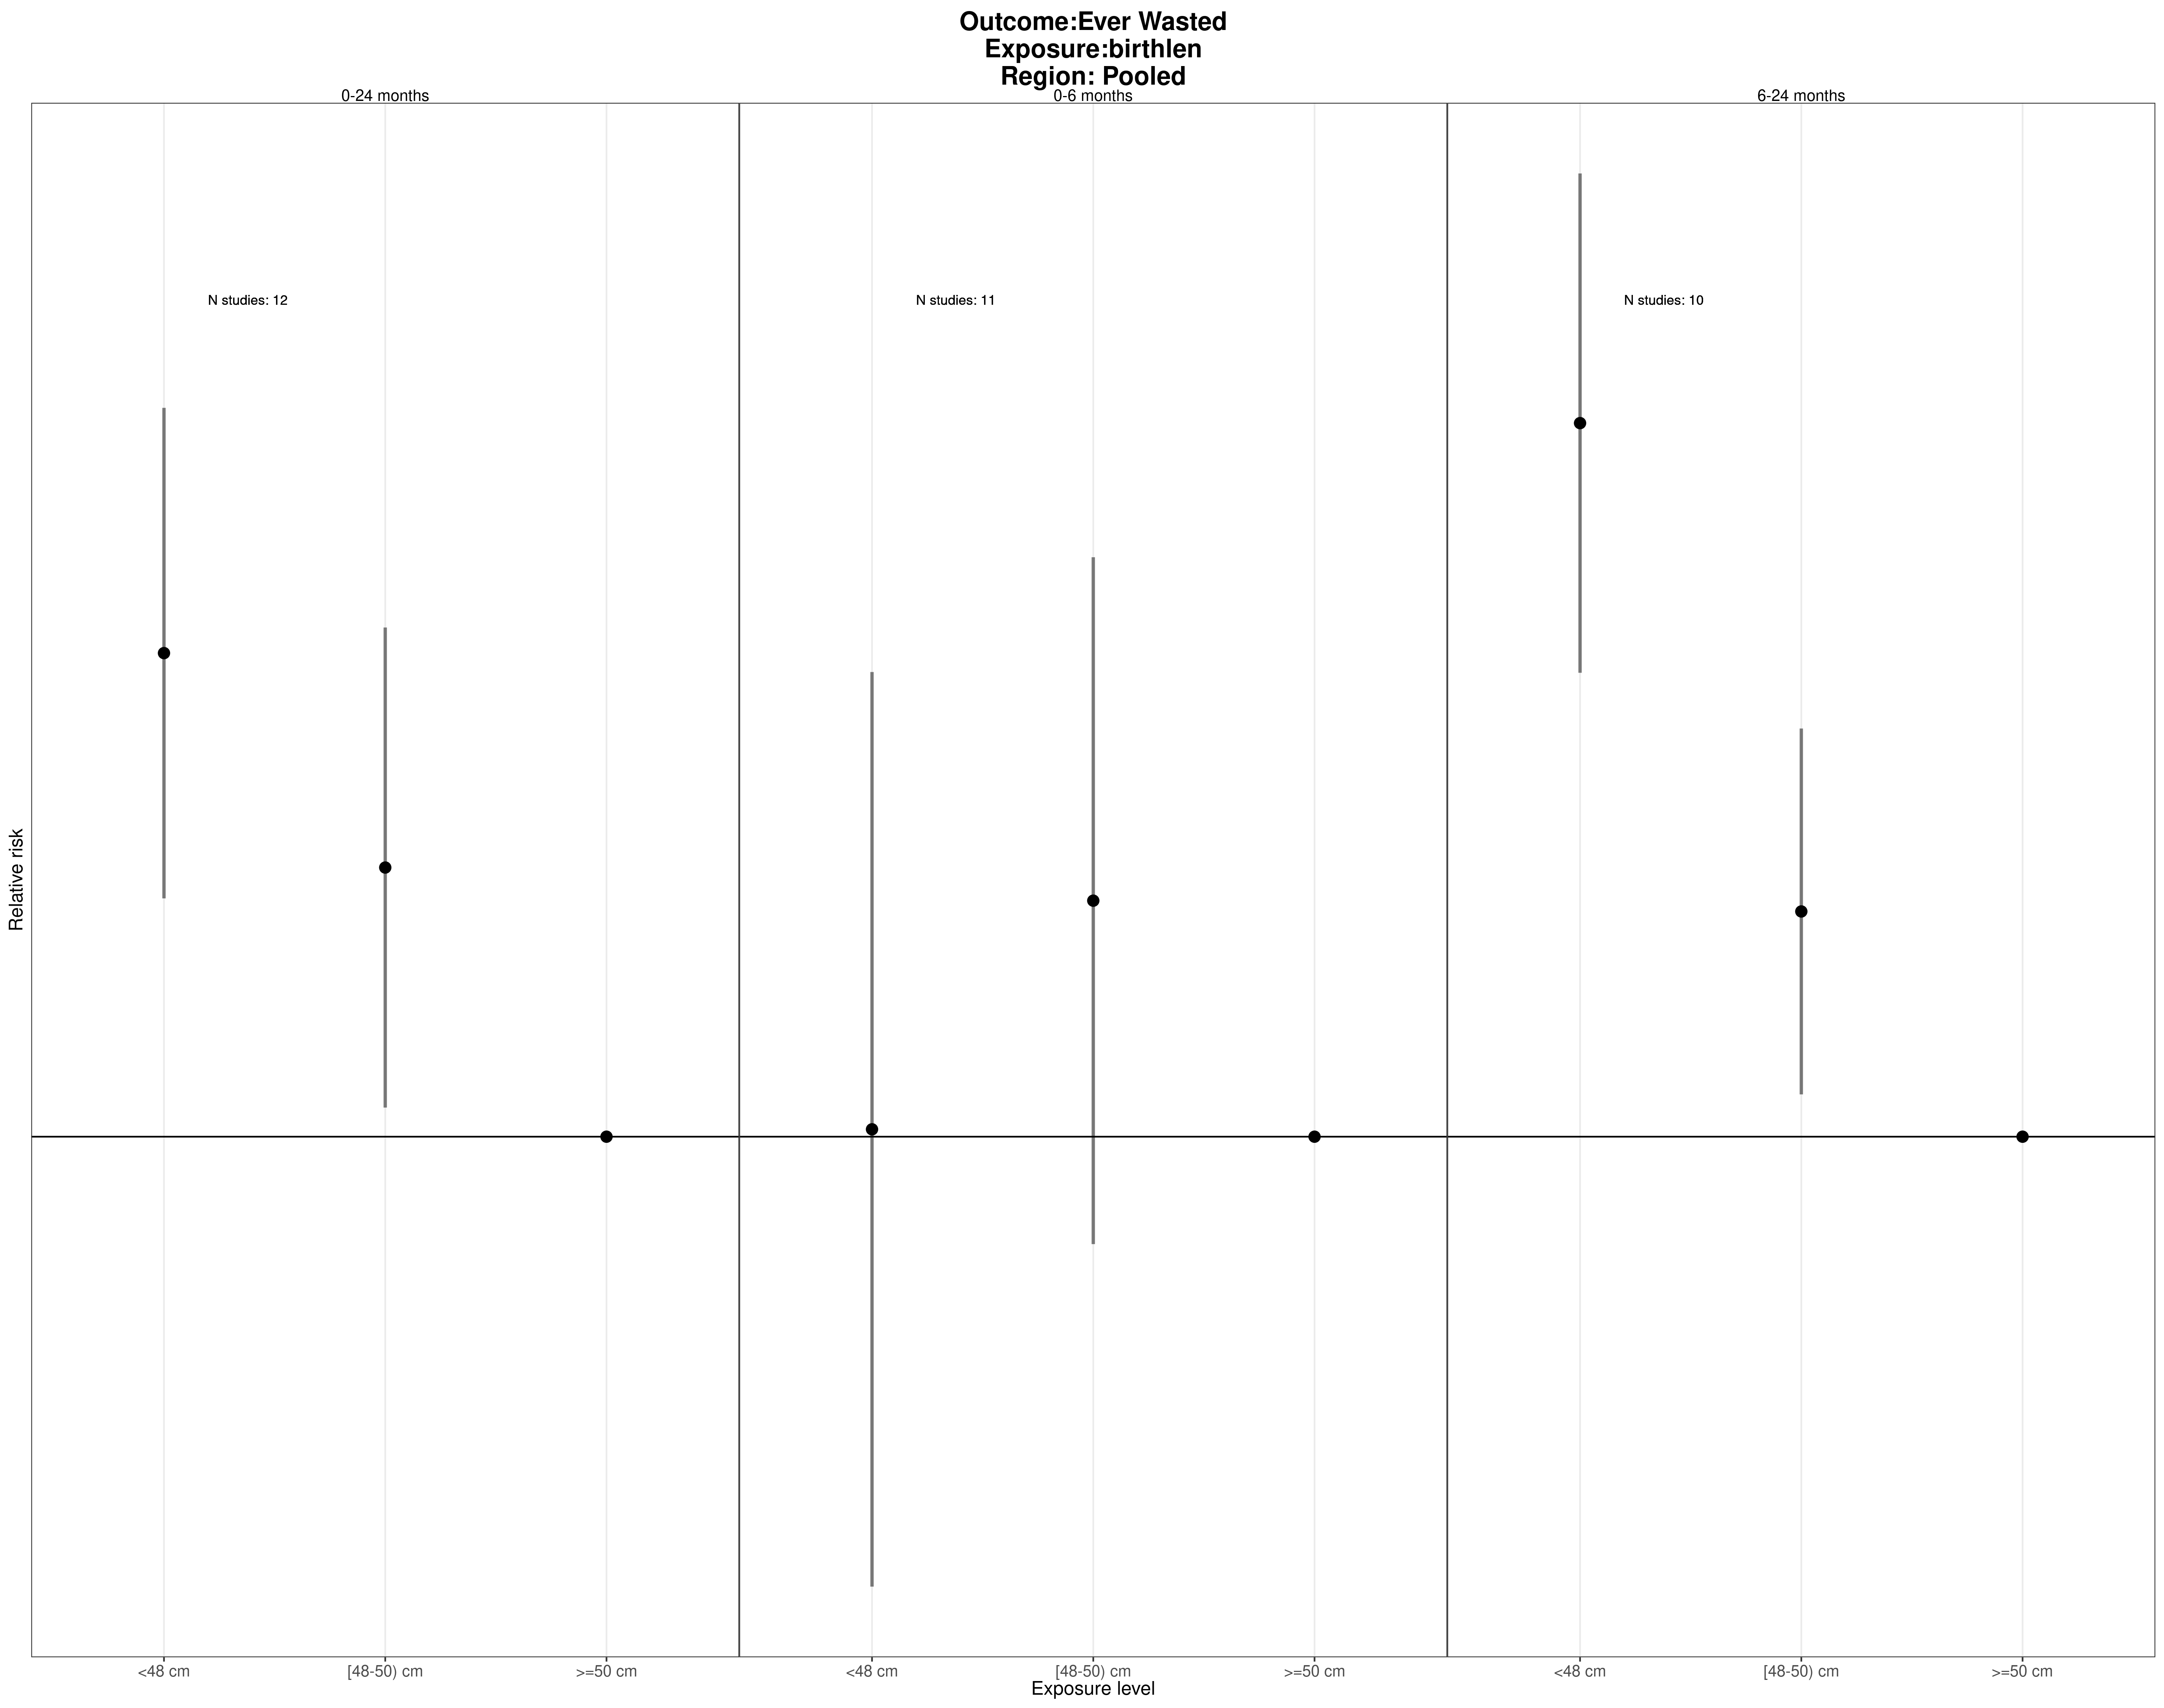 Outcome:Ever Wasted
Exposure:birthlen
Region: Pooled
0-24 months
0-6 months
6-24 months
N studies: 12
N studies: 11
N studies: 10
Relative risk
<48 cm
[48-50) cm
>=50 cm
<48 cm
[48-50) cm
>=50 cm
<48 cm
[48-50) cm
>=50 cm
Exposure level